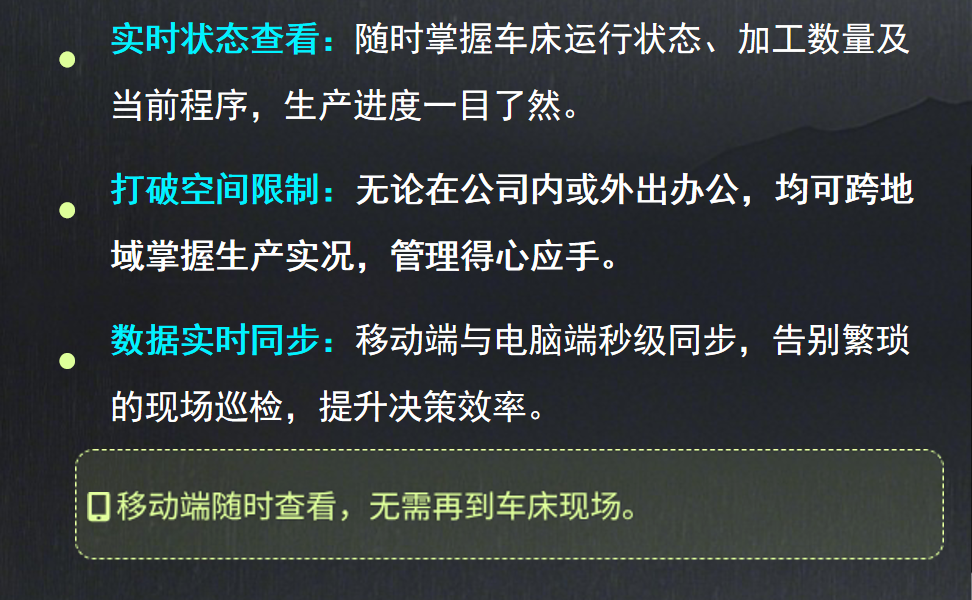 实时状态查看：随时掌握车床运行状态、加工数量及
当前程序，生产进度一目了然。
打破空间限制：无论在公司内或外出办公，均可跨地
域掌握生产实况，管理得心应手。
数据实时同步：移动端与电脑端秒级同步，告别繁琐
的现场巡检，提升决策效率。
移动端随时查看，无需再到车床现场。